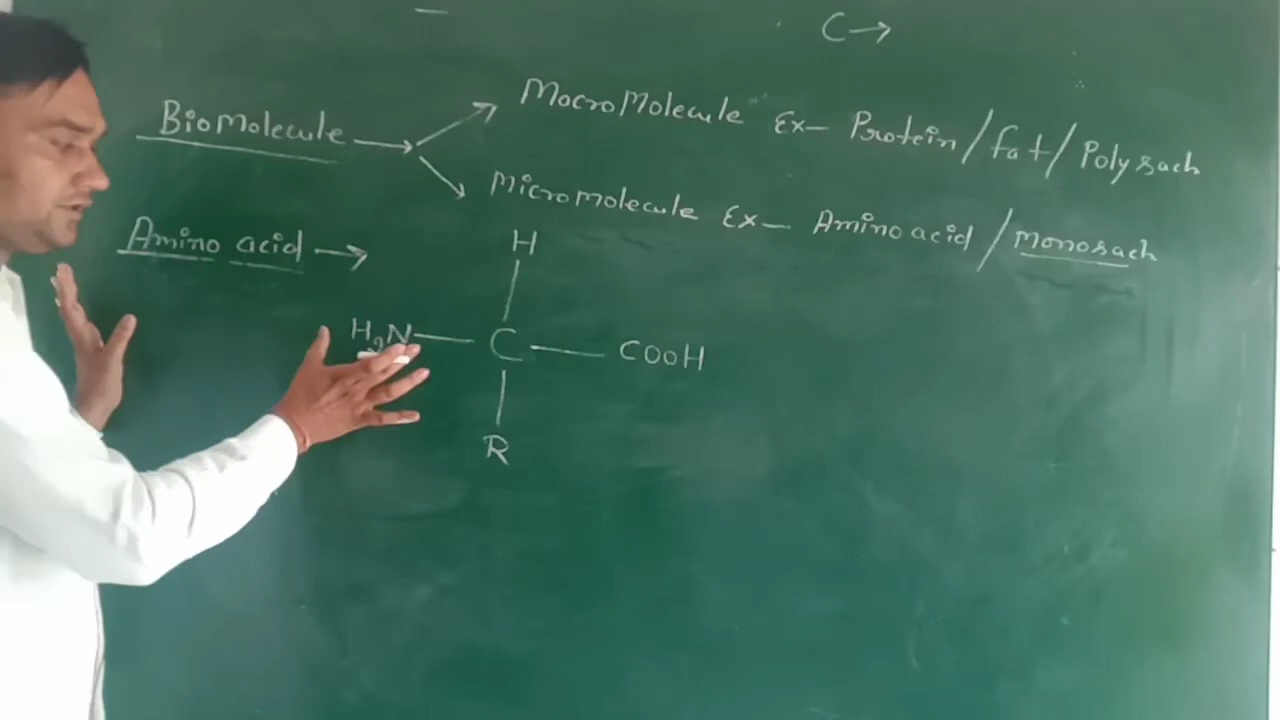 C→
Biomolecule → MacroMolecule Ex- Protein/fat/Polysach
Micromolecule Ex- Amino acid/monosach
Amino acid →
H
H2N-C-COOH
R